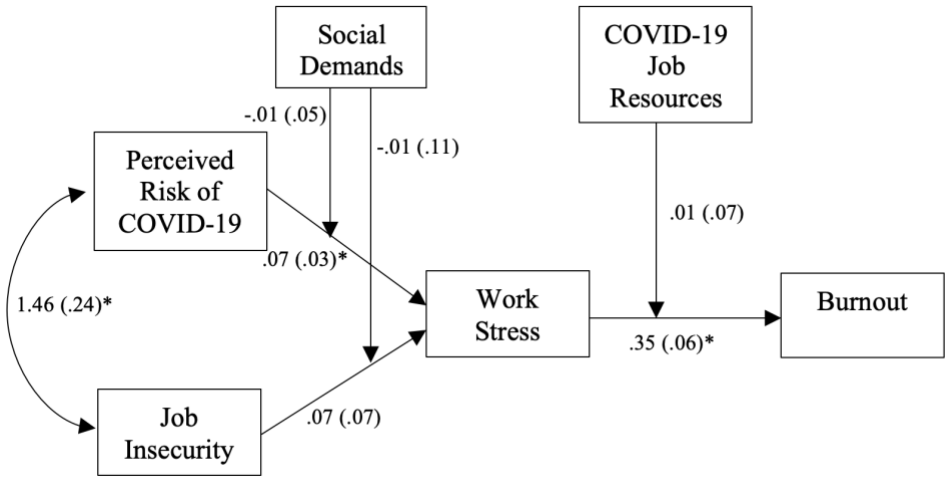 Social
Demands
COVID-19
Job
Resources
-.01 (.05)
-.01 (.11)
Perceived
Risk of
COVID-19
.01 (.07)
.07 (.03)*
1.46 (.24)*
Work
Stress
Burnout
.35 (.06)*
Job
Insecurity
.07 (.07)